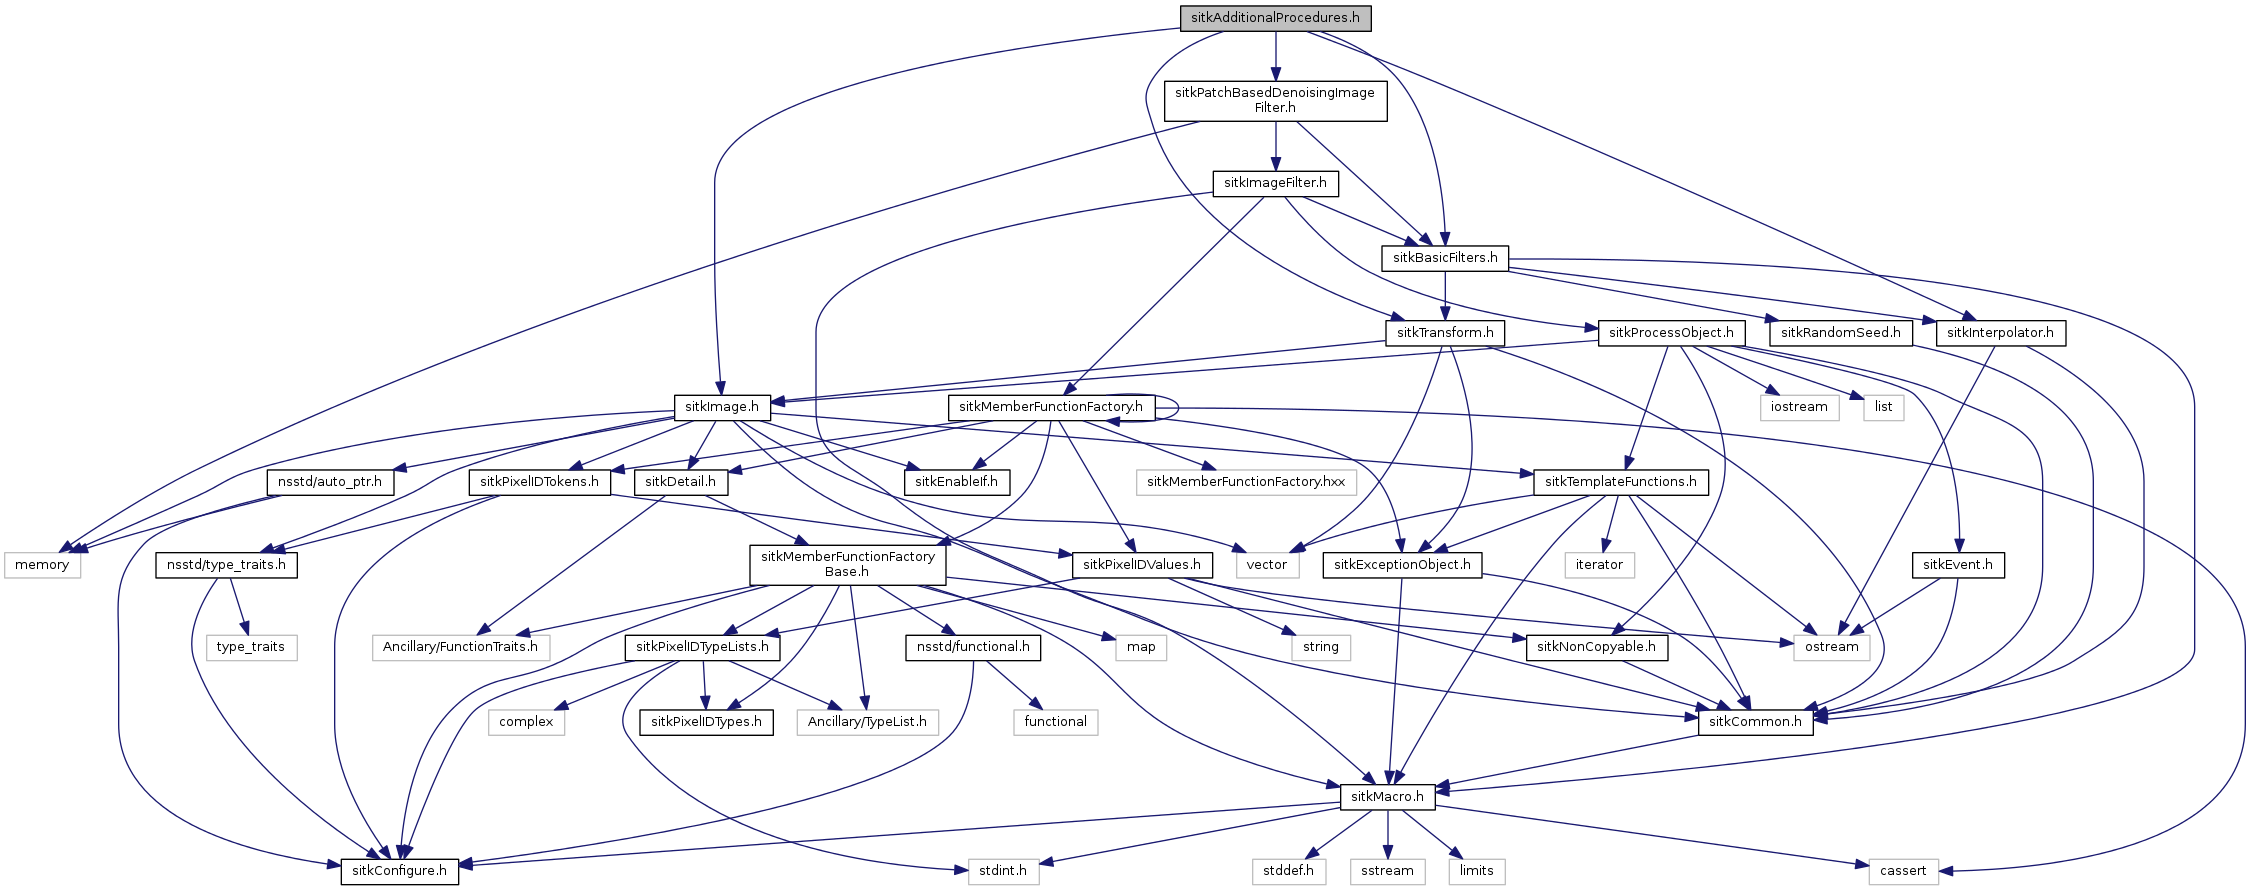 sitkAdditionalProcedures.h
sitkPatchBasedDenoisingImage
Filter.h
sitkImageFilter.h
sitkBasicFilters.h
sitkTransform.h
sitkProcessObject.h
sitkRandomSeed.h
sitkInterpolator.h
sitkImage.h
sitkMemberFunctionFactory.h
iostream
list
nsstd/auto_ptr.h
sitkPixelIDTokens.h
sitkDetail.h
sitkEnableIf.h
sitkMemberFunctionFactory.hxx
sitkTemplateFunctions.h
memory
nsstd/type_traits.h
sitkMemberFunctionFactory
Base.h
sitkPixelIDValues.h
vector
sitkExceptionObject.h
iterator
sitkEvent.h
type_traits
Ancillary/FunctionTraits.h
sitkPixelIDTypeLists.h
nsstd/functional.h
map
string
sitkNonCopyable.h
ostream
complex
sitkPixelIDTypes.h
Ancillary/TypeList.h
functional
sitkCommon.h
sitkMacro.h
sitkConfigure.h
stdint.h
stddef.h
sstream
limits
cassert